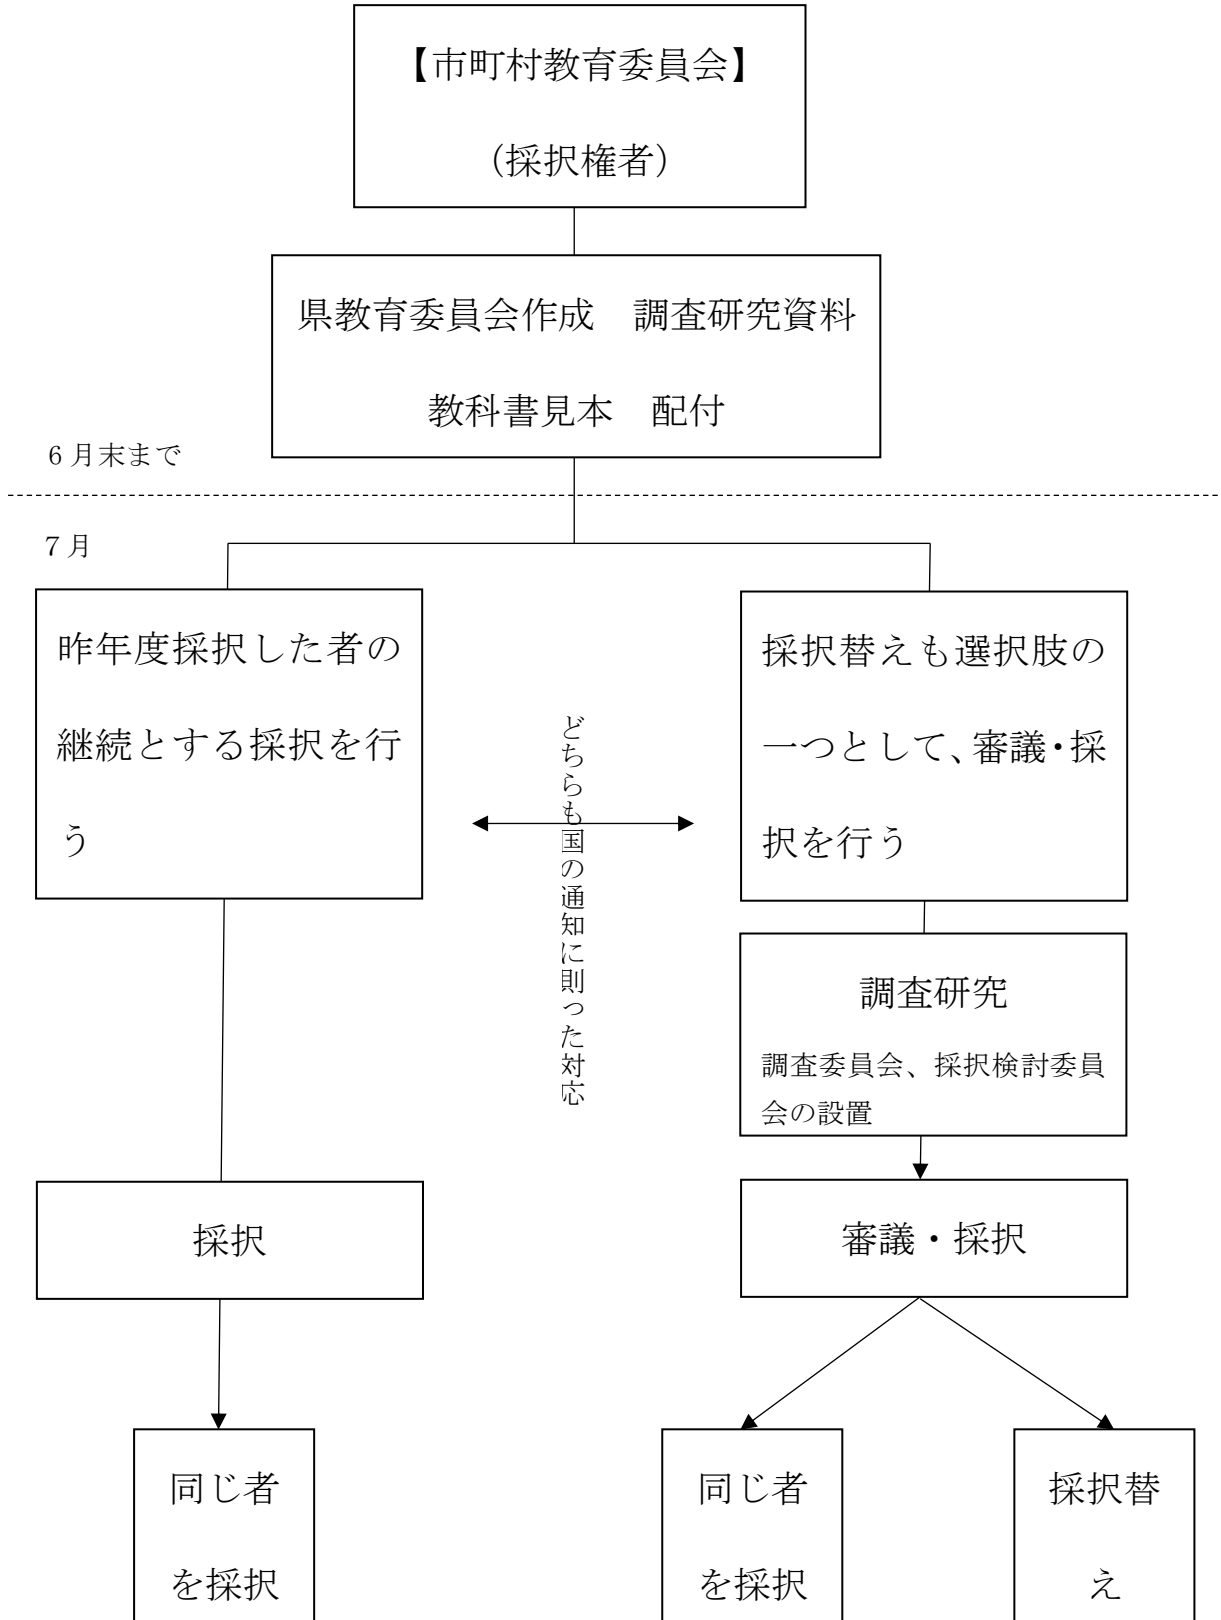 【市町村教育委員会】
（採択権者）
県教育委員会作成　調査研究資料
教科書見本　配付
６月末まで
７月
昨年度採択した者の
継続とする採択を行
う
どちらも国の通知に則った対応
採択替えも選択肢の
一つとして、審議・採
択を行う
調査研究
調査委員会、採択検討委員
会の設置
採択
審議・採択
同じ者
を採択
同じ者
を採択
採択替
え